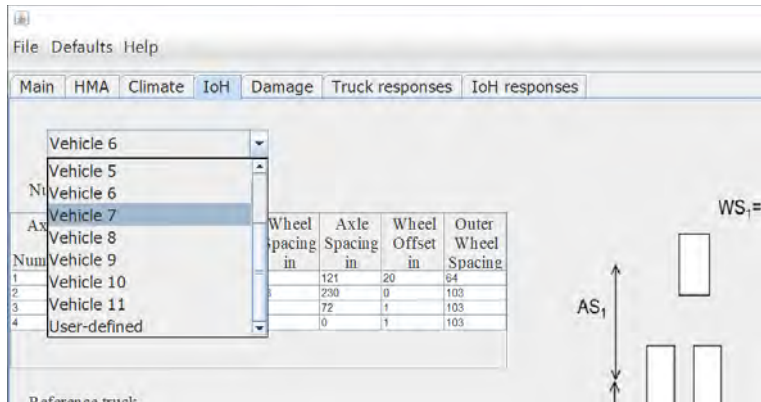 File Defaults Help
Main HMA Climate IoH Damage Truck responses IoH responses
Vehicle 6
Vehicle 5
Vehicle 6
Vehicle 7
Vehicle 8
Vehicle 9
Vehicle 10
Vehicle 11
User-defined
Wheel Axle Wheel Outer
Spacing Spacing Offset Wheel
in in in Spacing
1 121 20 64
2 230 0 103
3 72 1 103
4 0 1 103
WS₁=
AS₁
Reference truck